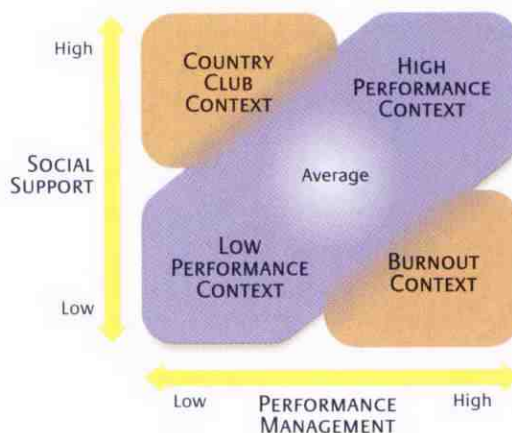 High
COUNTRY
CLUB
CONTEXT
HIGH
PERFORMANCE
CONTEXT
SOCIAL
SUPPORT
Average
LOW
PERFORMANCE
CONTEXT
BURNOUT
CONTEXT
Low
Low
PERFORMANCE
MANAGEMENT
High